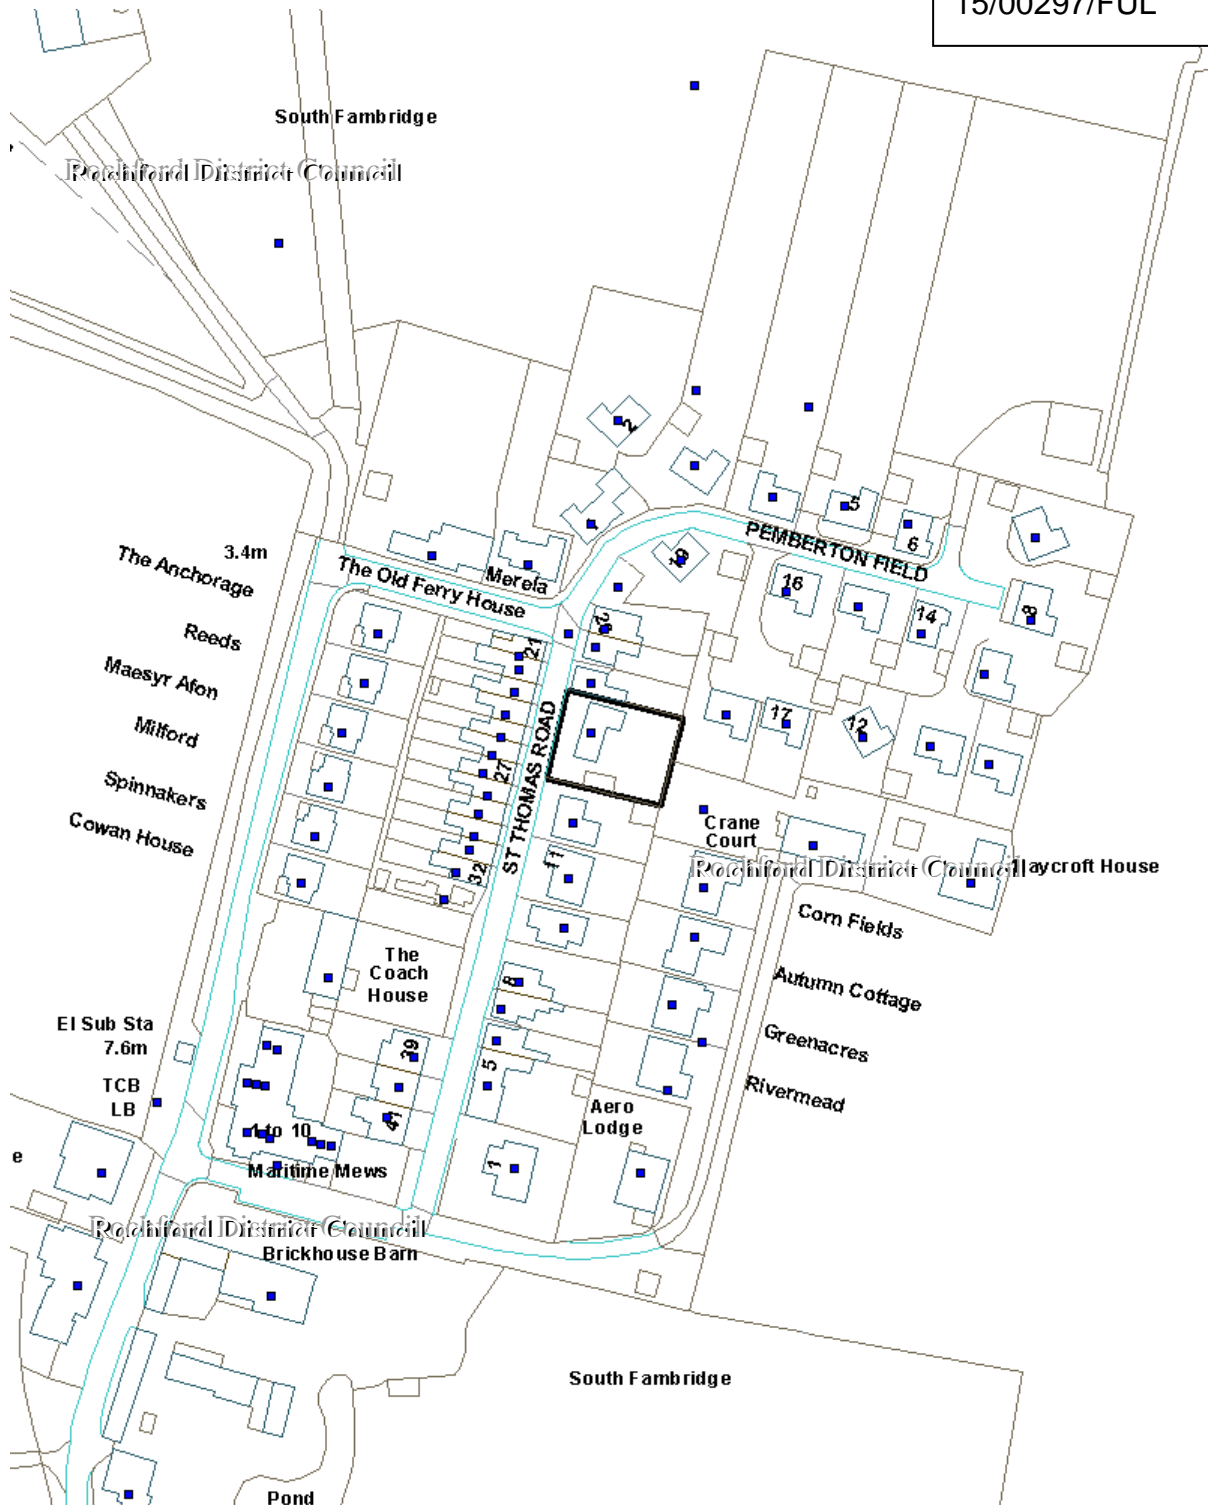 15/00297/FUL
South Fambridge
Rochford District Council
2
5
PEMBERTON FIELD
6
19
3.4m
The Anchorage
The Old Ferry House
Merela
16
14
8
Reeds
21
Maesyr Afon
Milford
ST THOMAS ROAD
17
12
Spinnakers
27
Cowan House
Crane
Court
11
Rochford District Council
aycroft House
32
Corn Fields
The
Coach
House
8
Autumn Cottage
El Sub Sta
7.6m
39
Greenacres
5
TCB
LB
Rivermead
Aero
Lodge
41
1 to 10
e
1
Maritime Mews
Rochford District Council
Brickhouse Barn
South Fambridge
Pond